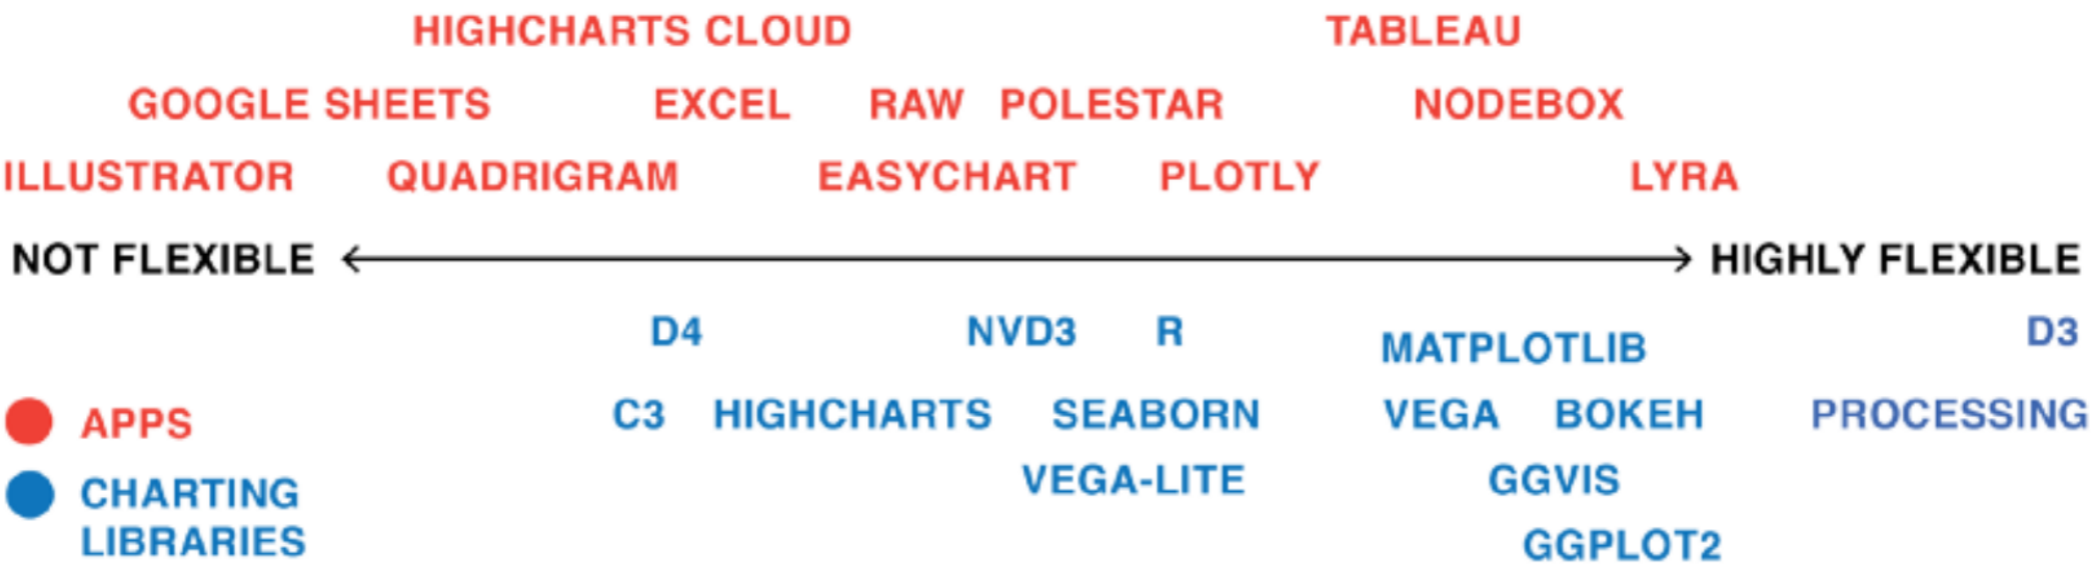 HIGHCHARTS CLOUD TABLEAU
GOOGLE SHEETS EXCEL RAW POLESTAR NODEBOX
ILLUSTRATOR QUADRIGRAM EASYCHART PLOTLY LYRA
NOT FLEXIBLE HIGHLY FLEXIBLE
D4 NVD3 R D3
MATPLOTLIB
C3 HIGHCHARTS SEABORN VEGA BOKEH PROCESSING
APPS
VEGA-LITE GGVIS
CHARTING
LIBRARIES
GGPLOT2